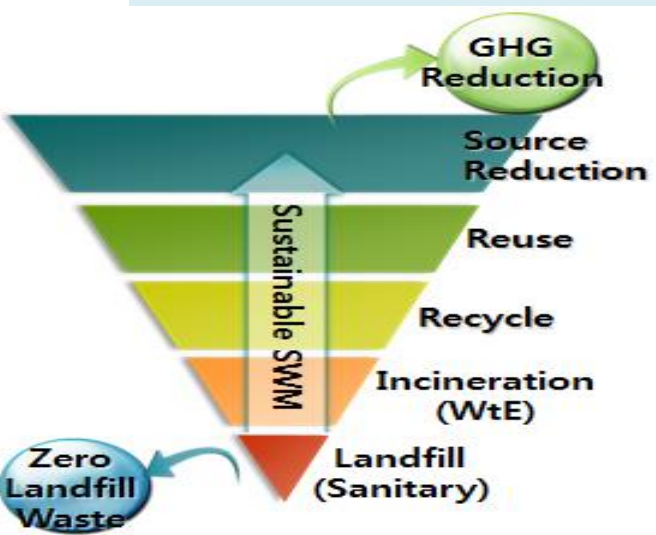 GHG
Reduction
Source
Reduction
Reuse
Sustainable SWM
Recycle
Incineration
(WtE)
Landfill
(Sanitary)
Zero
Landfill
Waste